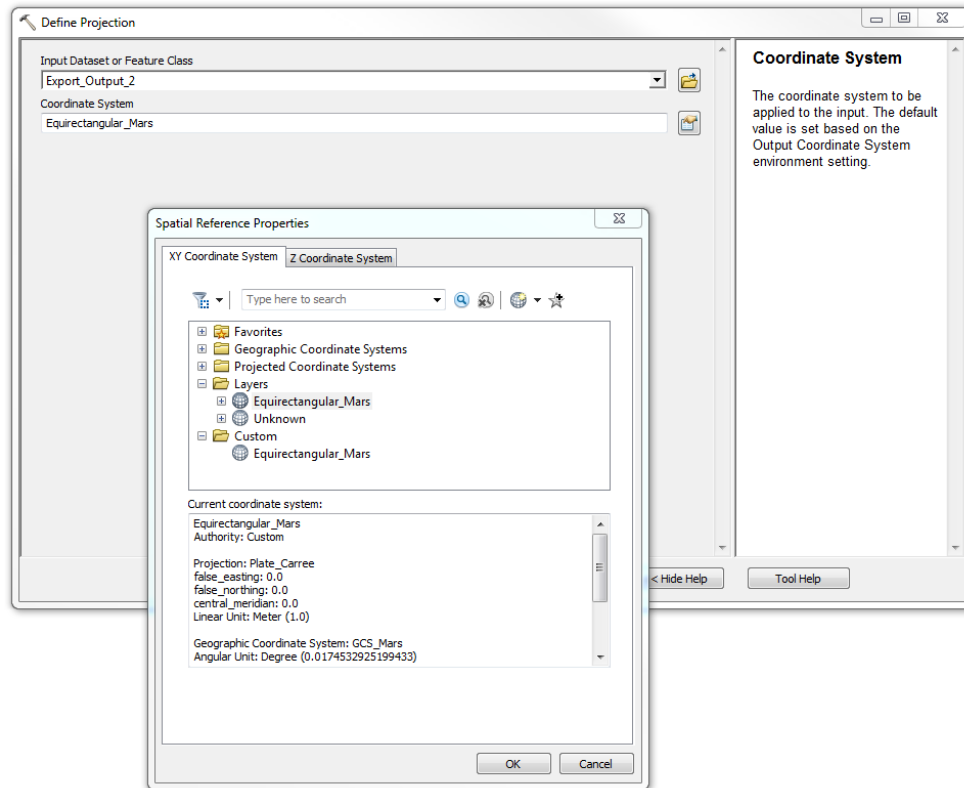 Define Projection
Input Dataset or Feature Class
Export_Output_2
Coordinate System
Equirectangular_Mars
Coordinate System
The coordinate system to be
applied to the input. The default
value is set based on the
Output Coordinate System
environment setting.
Spatial Reference Properties
XY Coordinate System
Z Coordinate System
Type here to search
Favorites
Geographic Coordinate Systems
Projected Coordinate Systems
Layers
Equirectangular_Mars
Unknown
Custom
Equirectangular_Mars
Current coordinate system:
Equirectangular_Mars
Authority: Custom
Projection: Plate_Carree
false_easting: 0.0
false_northing: 0.0
central_meridian: 0.0
Linear Unit: Meter (1.0)
Geographic Coordinate System: GCS_Mars
Angular Unit: Degree (0.0174532925199433)
< Hide Help
Tool Help
OK
Cancel